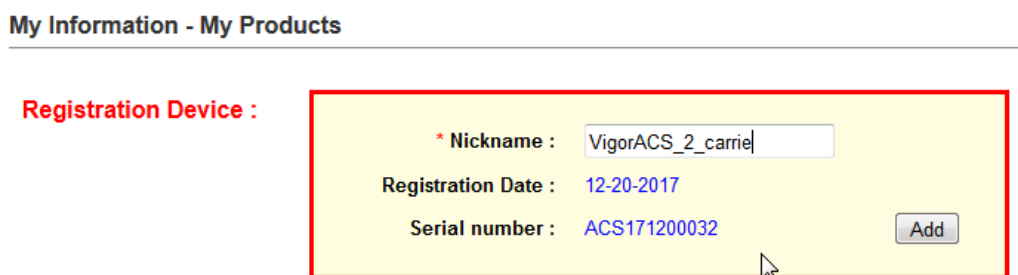 My Information - My Products
Registration Device :
* Nickname : VigorACS_2_carrie
Registration Date : 12-20-2017
Serial number : ACS171200032 Add